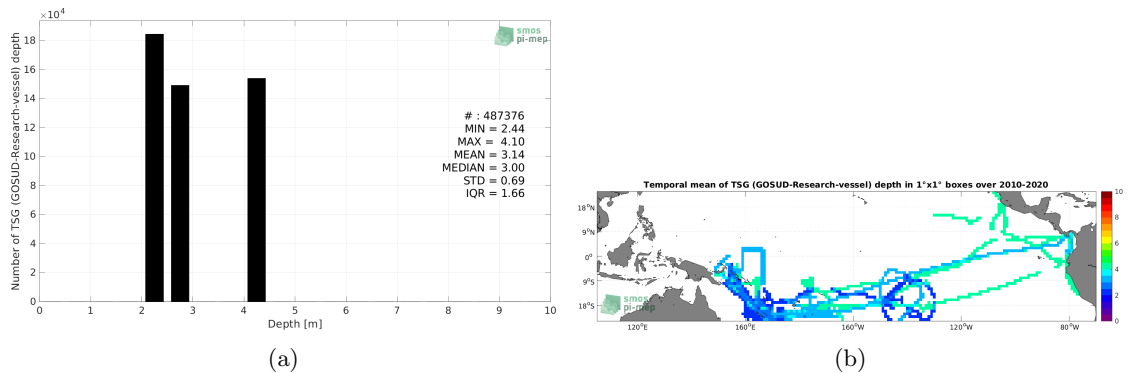 ×10⁴
18
16
14
12
10
8
6
4
2
0
Number of TSG (GOSUD-Research-vessel) depth
smos
pi-mep
# : 487376
MIN = 2.44
MAX = 4.10
MEAN = 3.14
MEDIAN = 3.00
STD = 0.69
IQR = 1.66
0 1 2 3 4 5 6 7 8 9 10
Depth [m]
(a)
Temporal mean of TSG (GOSUD-Research-vessel) depth in 1°x1° boxes over 2010-2020
18°N
9°N
0°
9°S
18°S
smos
pi-mep
120°E 160°E 160°W 120°W 80°W
10
8
6
4
2
0
(b)